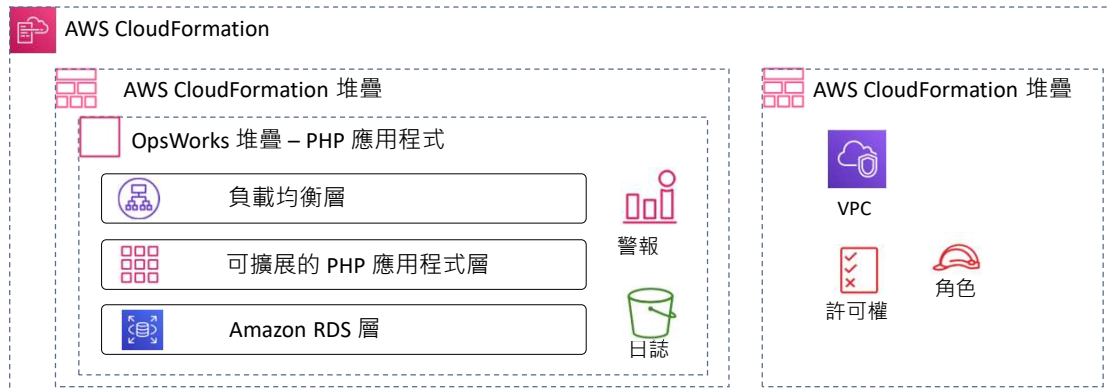 AWS CloudFormation
AWS CloudFormation 堆疊
OpsWorks 堆疊 – PHP 應用程式
負載均衡層
可擴展的 PHP 應用程式層
Amazon RDS 層
警報
日誌
AWS CloudFormation 堆疊
VPC
許可權
角色